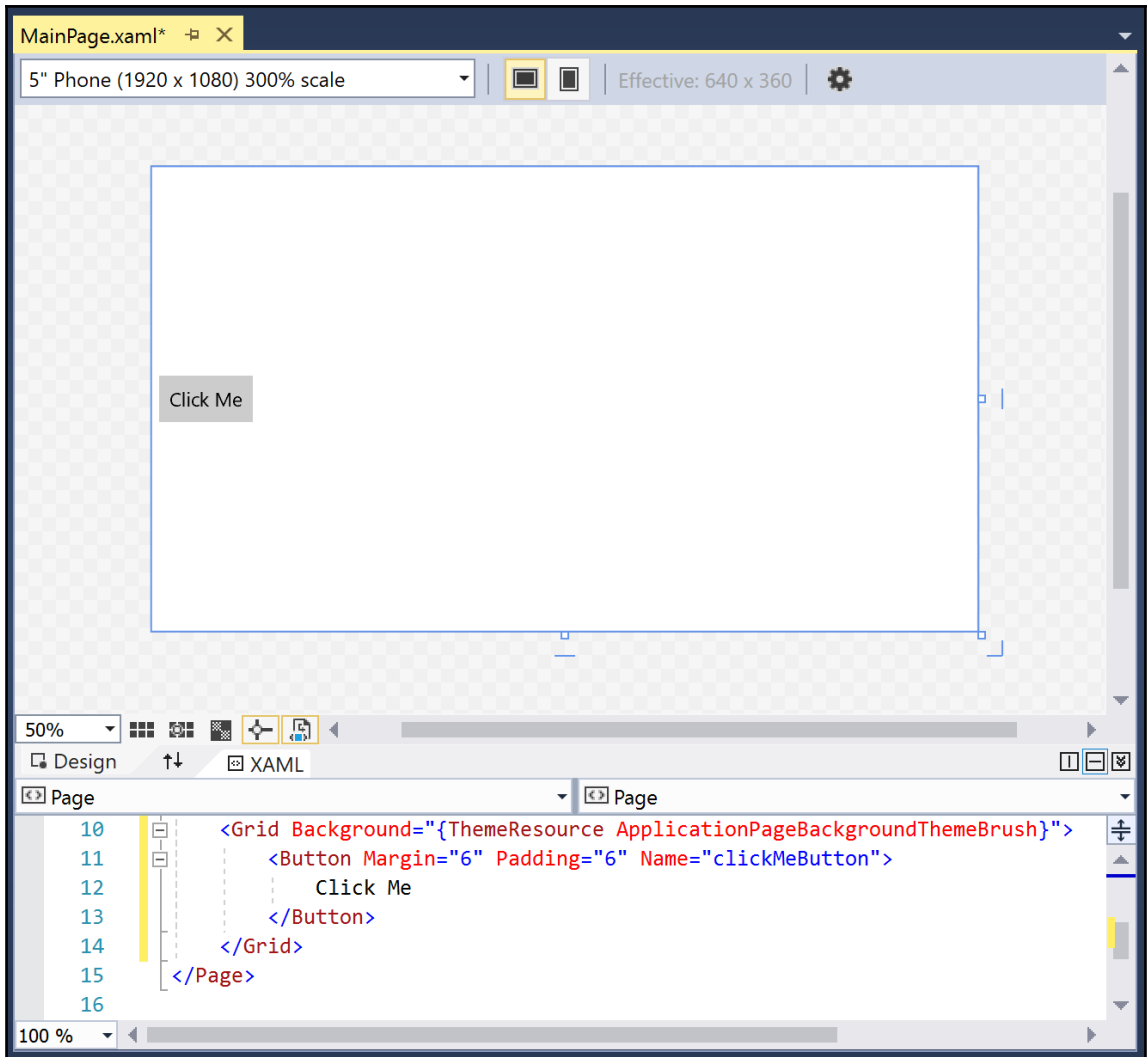 MainPage.xaml*
5" Phone (1920 x 1080) 300% scale Effective: 640 x 360
Click Me
50%
Design XAML
Page Page
10 <Grid Background="{ThemeResource ApplicationPageBackgroundThemeBrush}">
11 <Button Margin="6" Padding="6" Name="clickMeButton">
12 Click Me
13 </Button>
14 </Grid>
15 </Page>
16
100 %